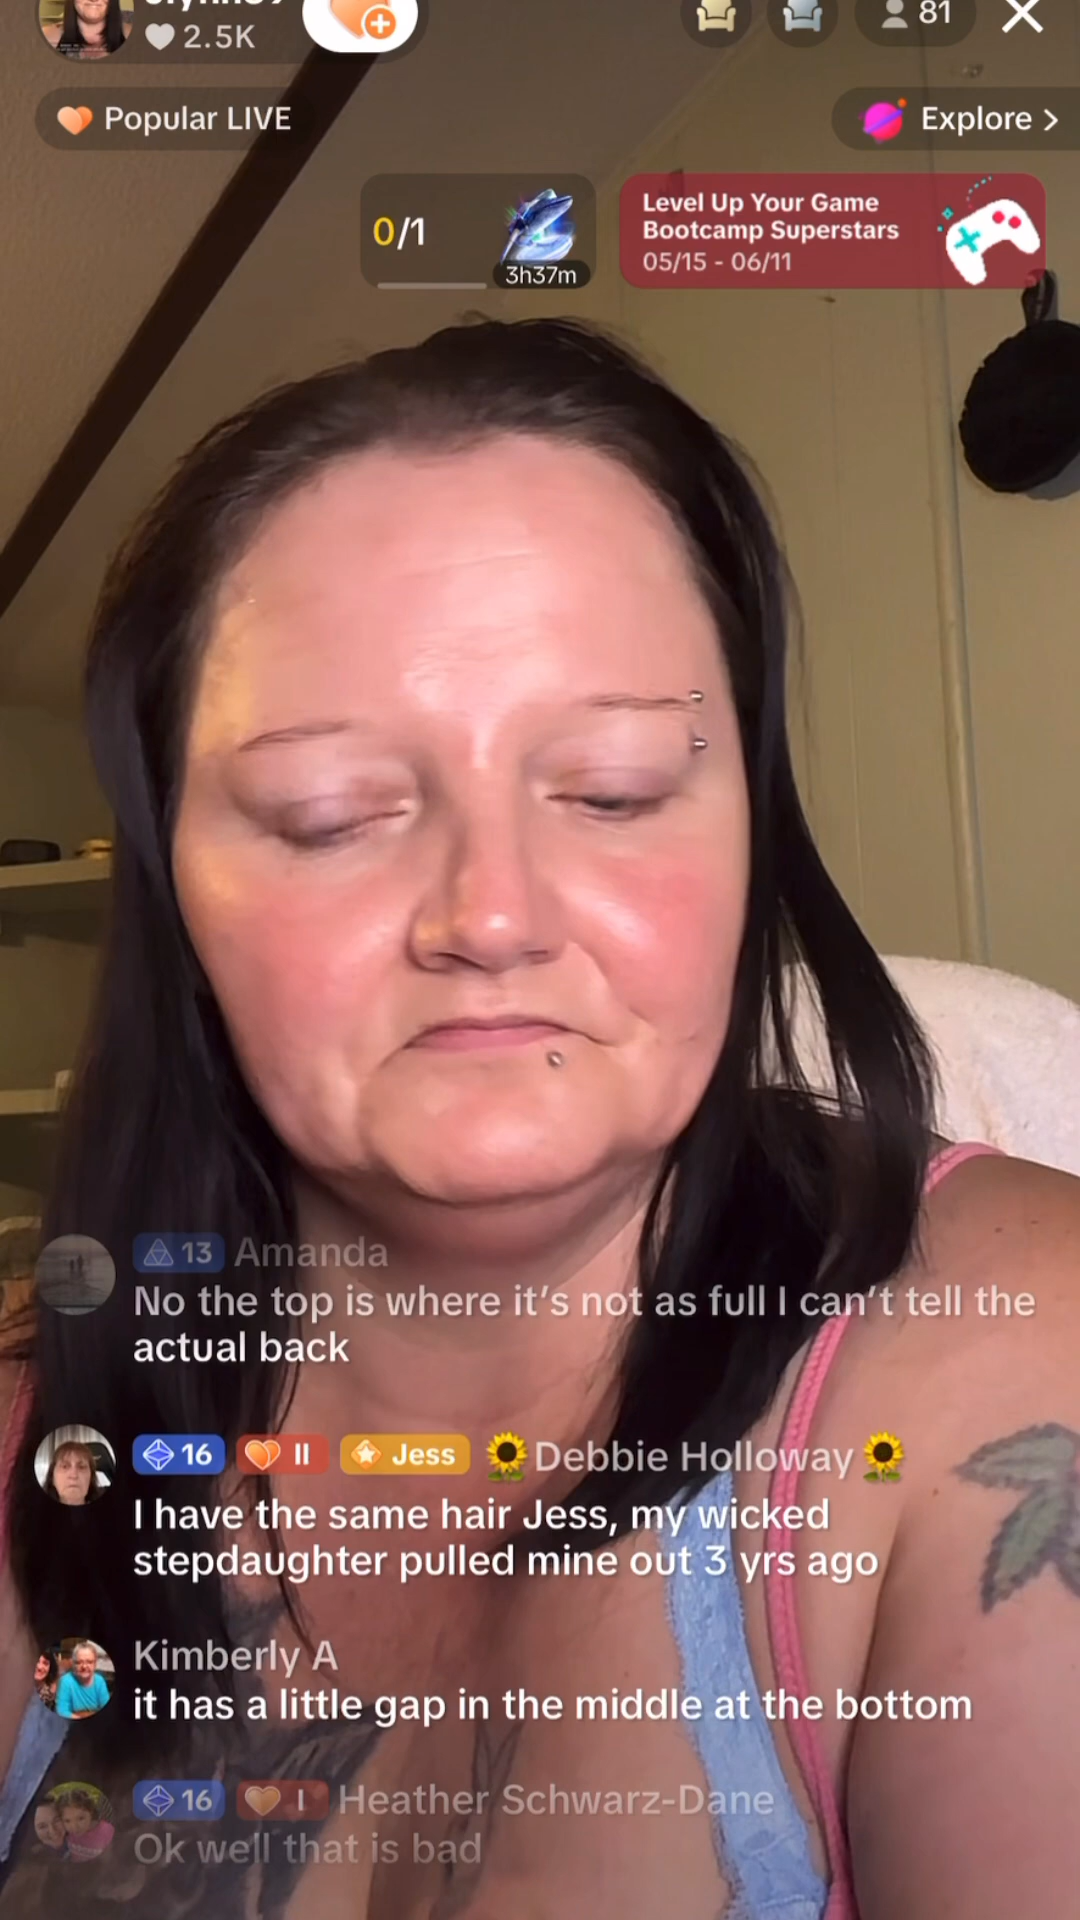 2.5K
81
Popular LIVE
Explore >
0/1
3h37m
Level Up Your Game
Bootcamp Superstars
05/15 - 06/11
13 Amanda
No the top is where it’s not as full I can’t tell the
actual back
16 II Jess 🌻Debbie Holloway🌻
I have the same hair Jess, my wicked
stepdaughter pulled mine out 3 yrs ago
Kimberly A
it has a little gap in the middle at the bottom
16 I Heather Schwarz-Dane
Ok well that is bad